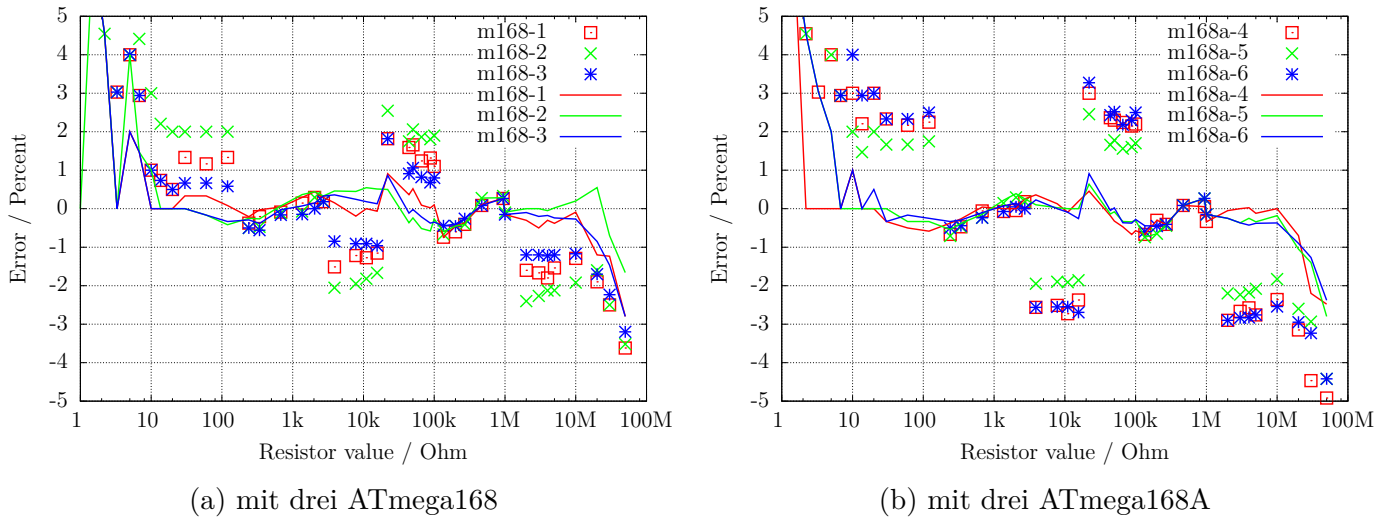 5
4
3
2
1
0
-1
-2
-3
-4
-5
Error / Percent
1 10 100 1k 10k 100k 1M 10M 100M
Resistor value / Ohm
m168-1
m168-2
m168-3
m168-1
m168-2
m168-3
(a) mit drei ATmega168
5
4
3
2
1
0
-1
-2
-3
-4
-5
Error / Percent
1 10 100 1k 10k 100k 1M 10M 100M
Resistor value / Ohm
m168a-4
m168a-5
m168a-6
m168a-4
m168a-5
m168a-6
(b) mit drei ATmega168A